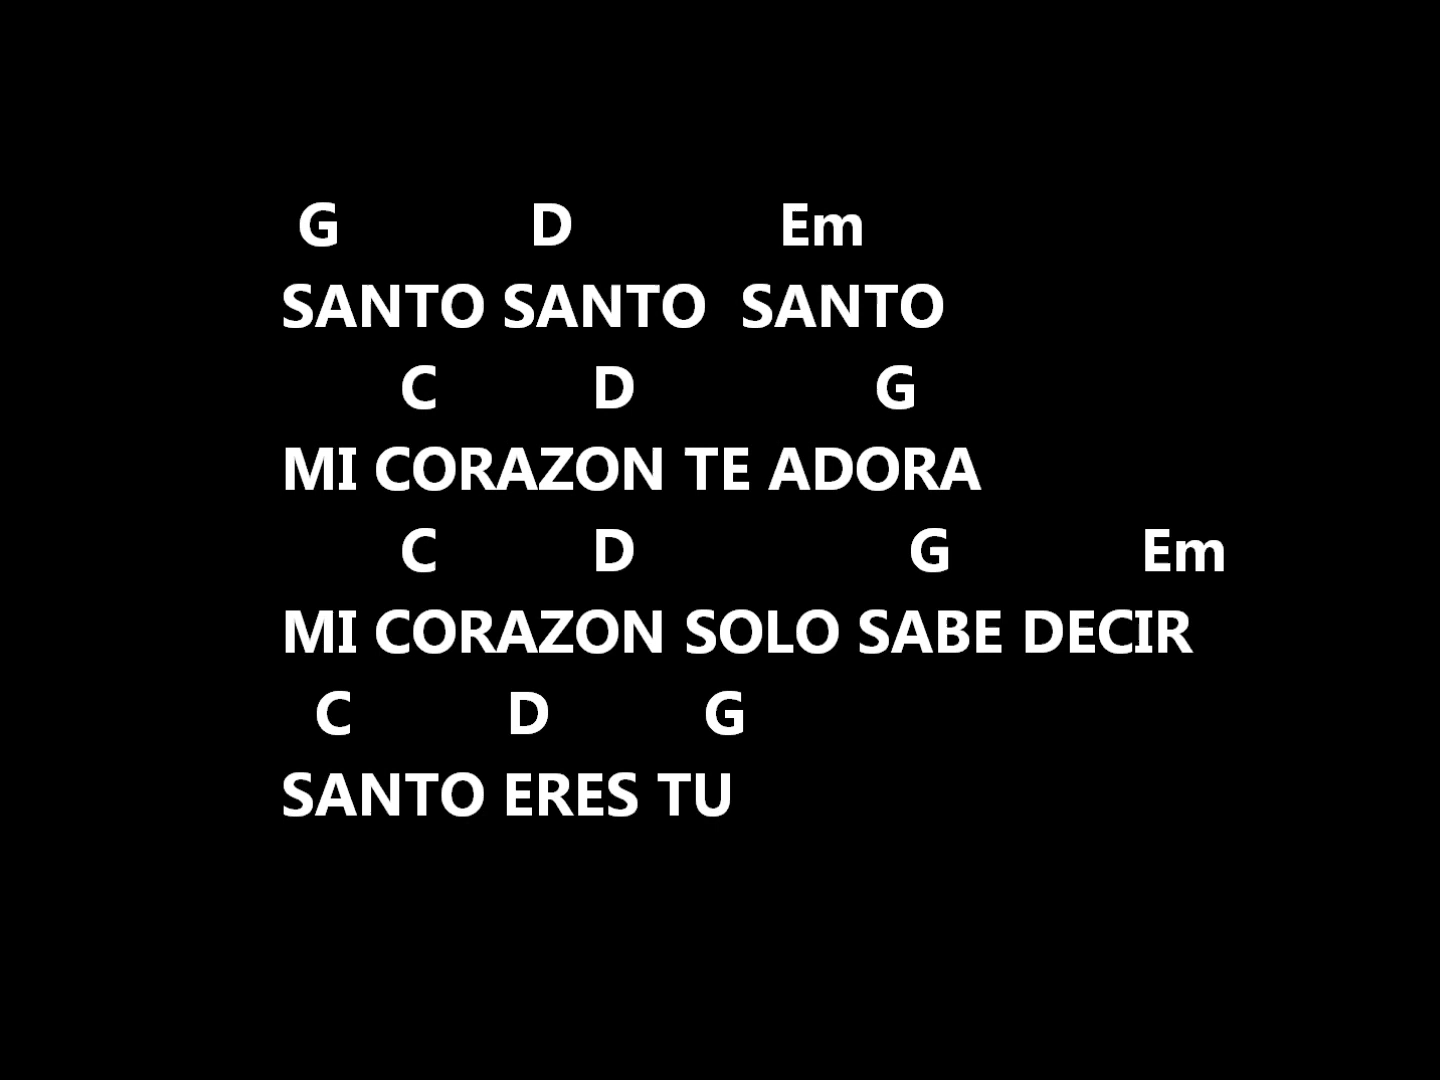 G D Em
SANTO SANTO SANTO
C D G
MI CORAZON TE ADORA
C D G Em
MI CORAZON SOLO SABE DECIR
C D G
SANTO ERES TU